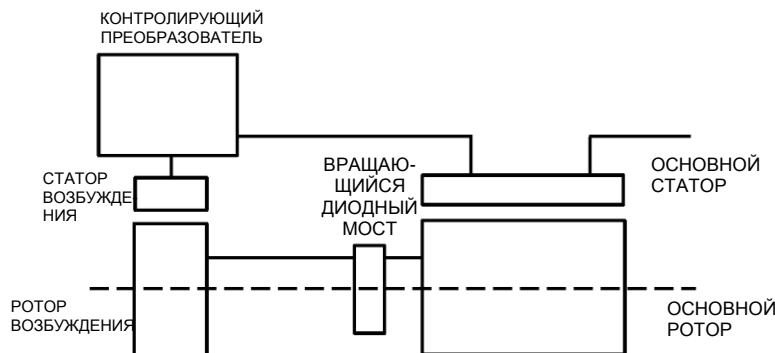 КОНТРОЛИРУЮЩИЙ
ПРЕОБРАЗОВАТЕЛЬ
СТАТОР
ВОЗБУЖДЕ-
НИЯ
ВРАЩАЮ-
ЩИЙСЯ
ДИОДНЫЙ
МОСТ
ОСНОВНОЙ
СТАТОР
РОТОР
ВОЗБУЖДЕНИЯ
ОСНОВНОЙ
РОТОР